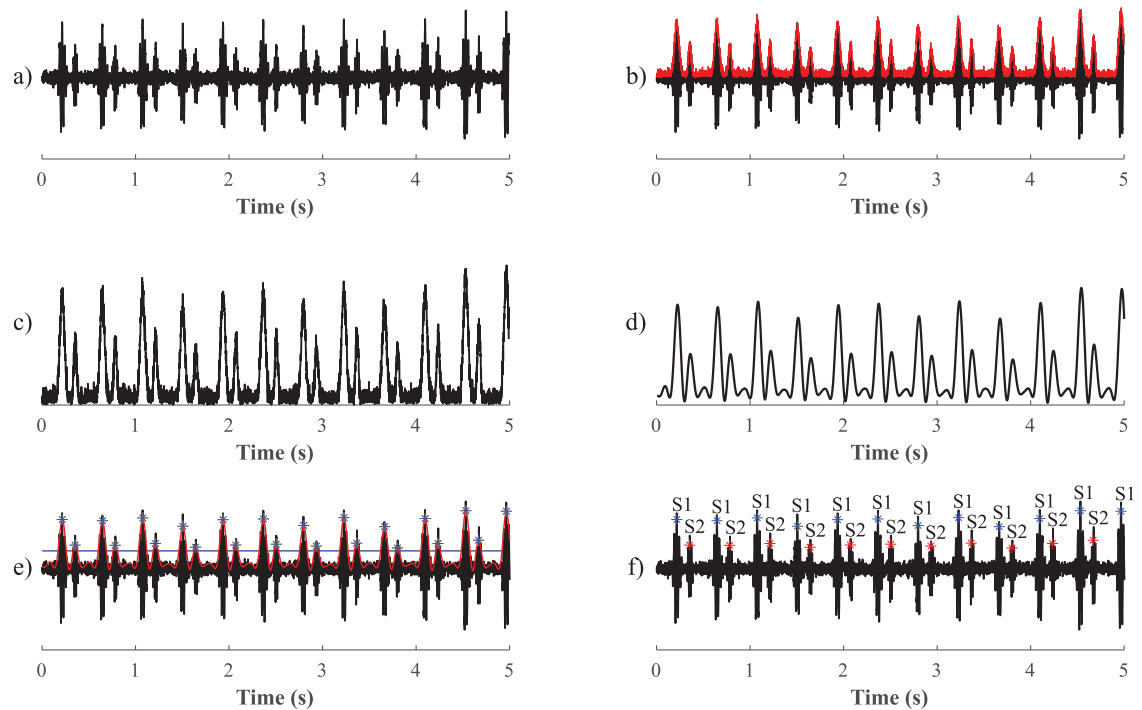 a)
0 1 2 3 4 5
Time (s)
b)
0 1 2 3 4 5
Time (s)
c)
0 1 2 3 4 5
Time (s)
d)
0 1 2 3 4 5
Time (s)
e)
0 1 2 3 4 5
Time (s)
f)
S1 S1 S1 S1 S1 S1 S1 S1 S1 S1 S1 S1
S2 S2 S2 S2 S2 S2 S2 S2 S2 S2 S2
0 1 2 3 4 5
Time (s)